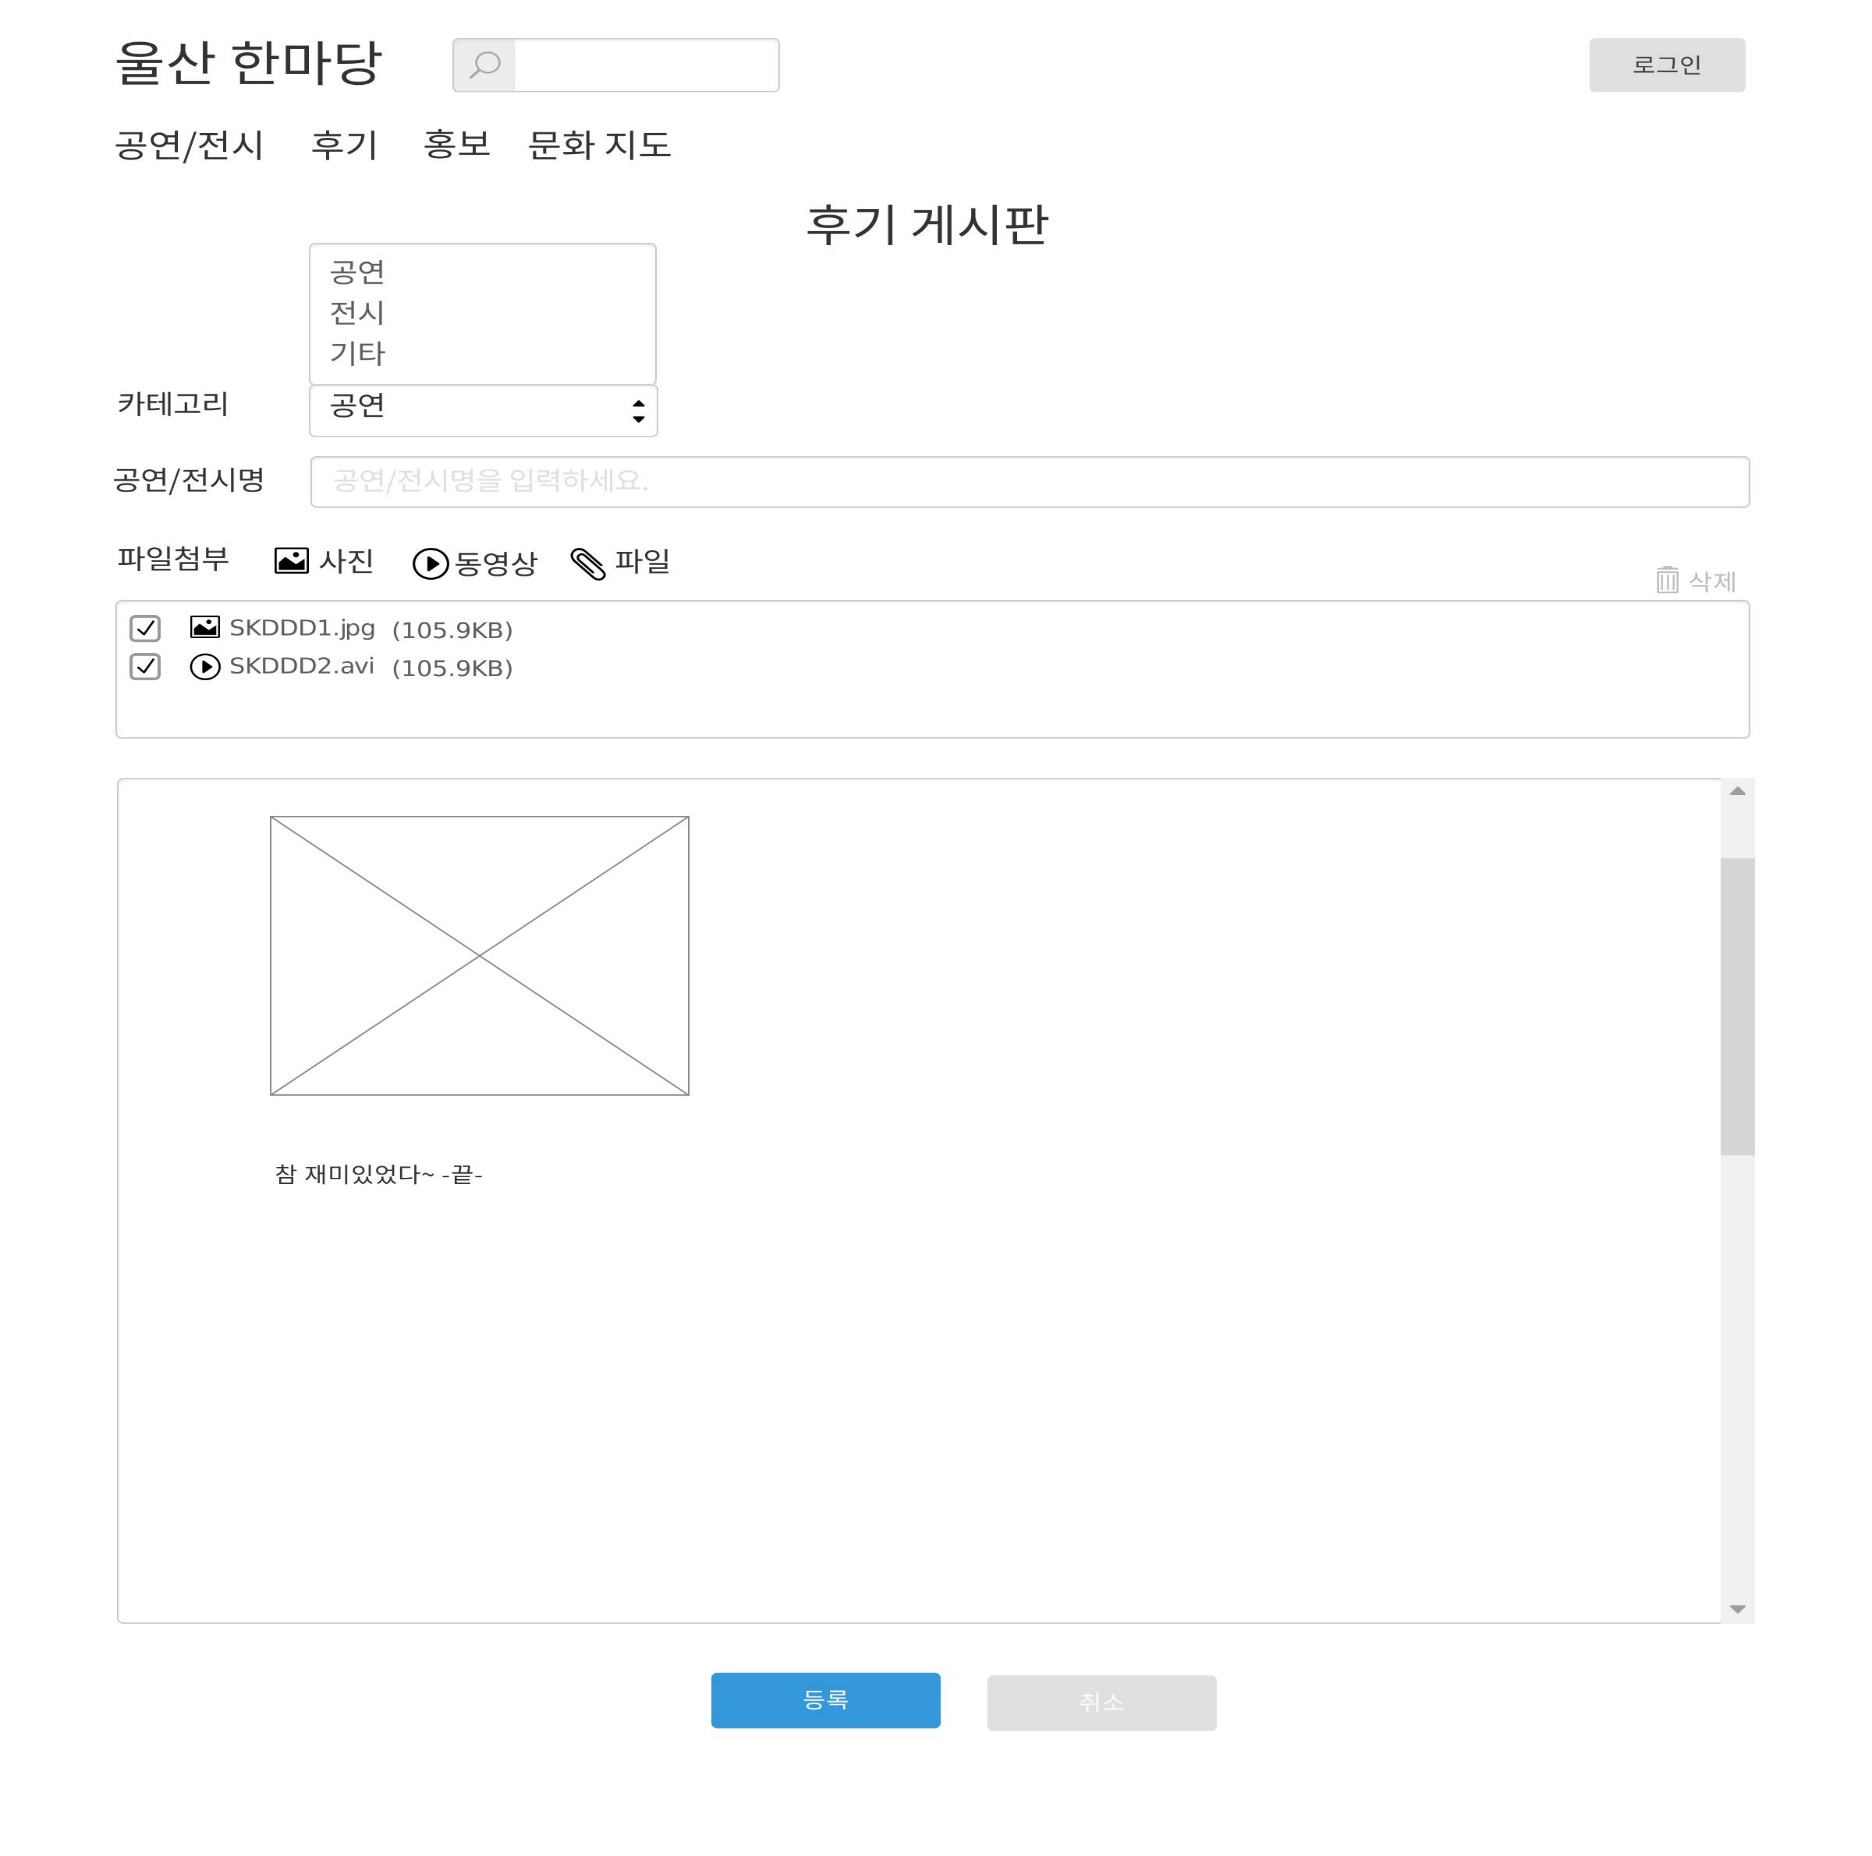 울산 한마당
로그인
공연/전시 후기 홍보 문화 지도
후기 게시판
공연
전시
기타
카테고리 공연
공연/전시명 공연/전시명을 입력하세요.
파일첨부 사진 동영상 파일
삭제
SKDDD1.jpg (105.9KB)
SKDDD2.avi (105.9KB)
참 재미있었다~ -끝-
등록 취소